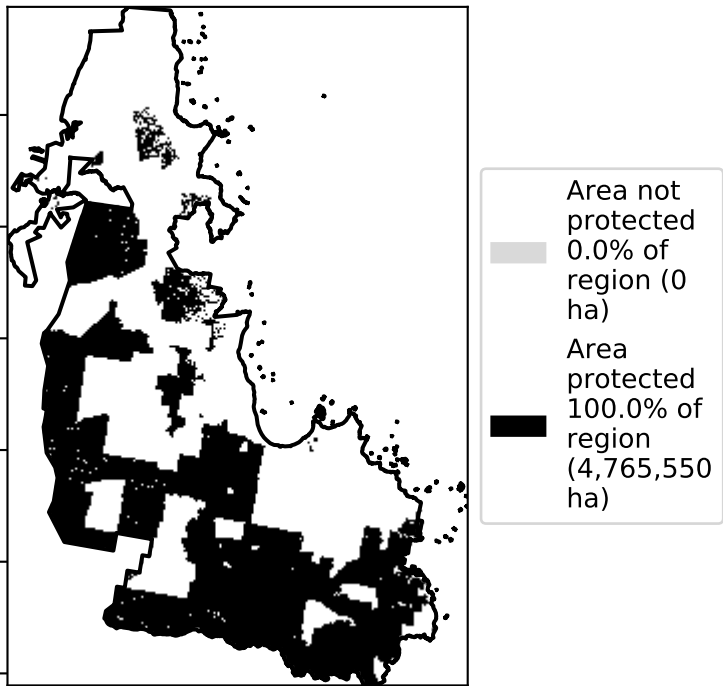 Area not
protected
0.0% of
region (0
ha)
Area
protected
100.0% of
region
(4,765,550
ha)